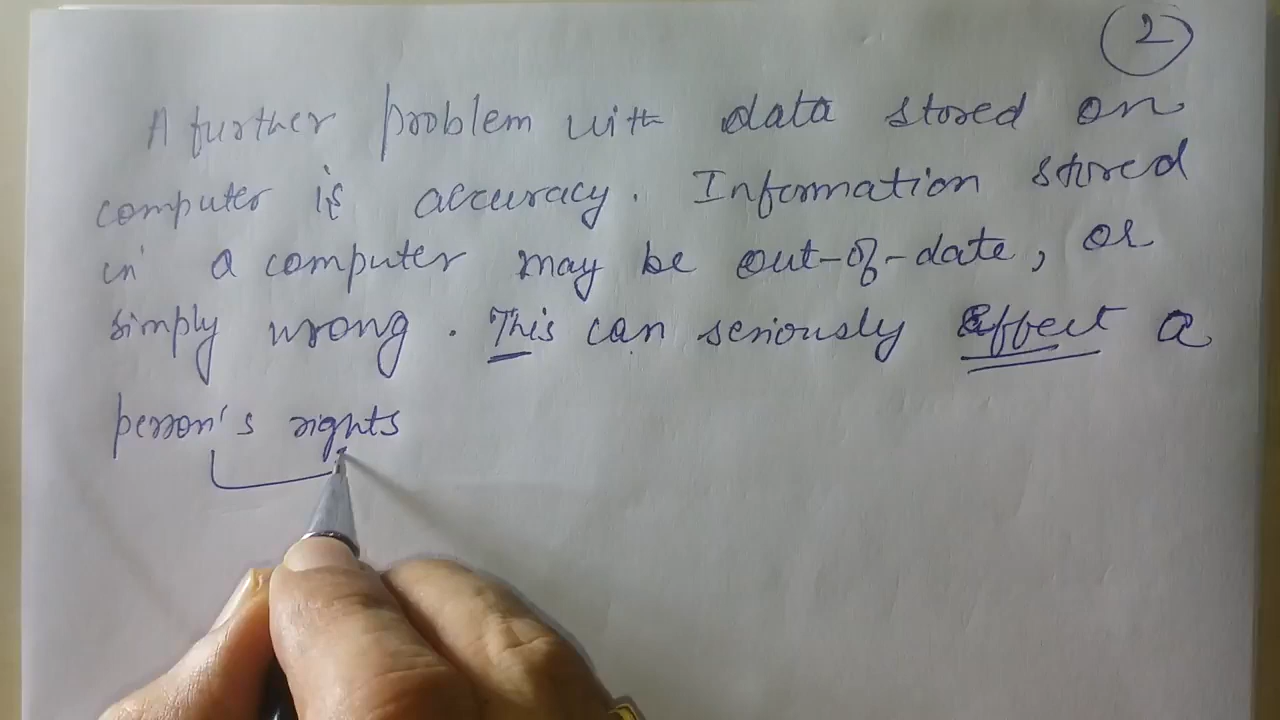 2
A further problem with data stored on
computer is accuracy. Information stored
in a computer may be out-of-date, or
simply wrong. This can seriously affect a
person's rights